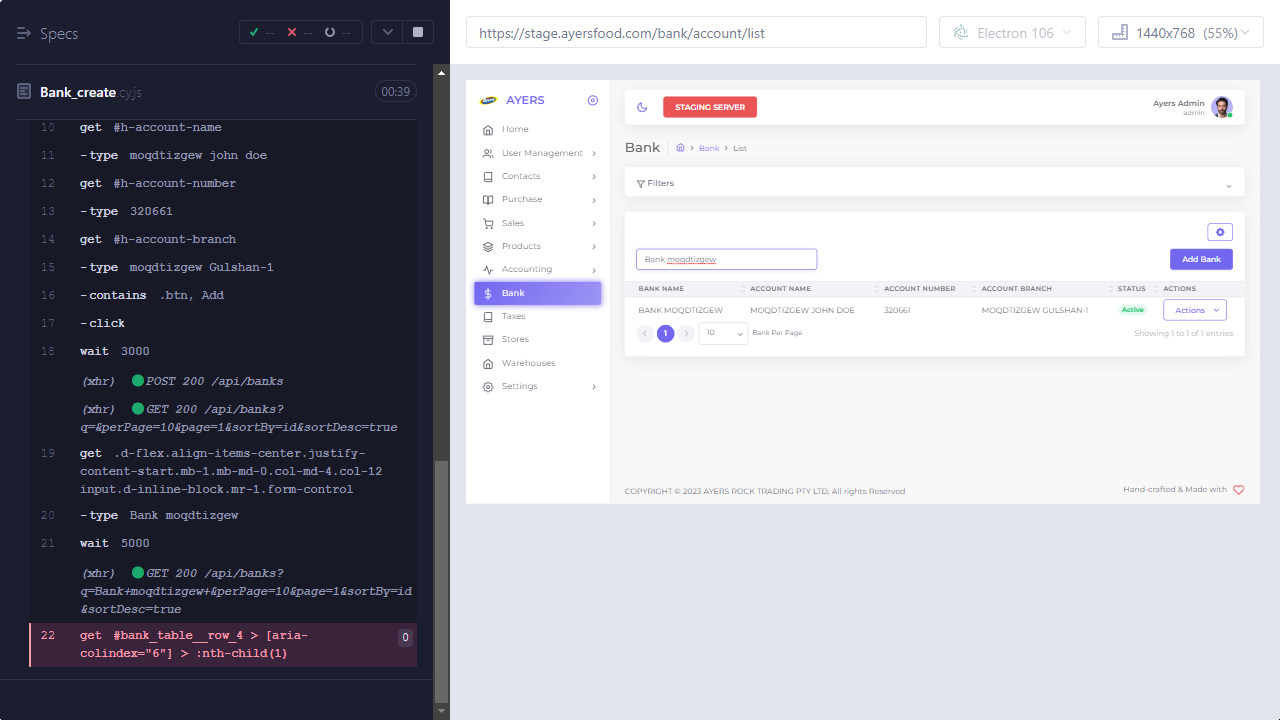 Specs
--
--
--
Bank_create.cy.js
00:39
10 get #h-account-name
11 -type moqdtizgew john doe
12 get #h-account-number
13 -type 320661
14 get #h-account-branch
15 -type moqdtizgew Gulshan-1
16 -contains .btn, Add
17 -click
18 wait 3000
(xhr) POST 200 /api/banks
(xhr) GET 200 /api/banks?
q=&perPage=10&page=1&sortBy=id&sortDesc=true
19 get .d-flex.align-items-center.justify-
content-start.mb-1.mb-md-0.col-md-4.col-12
input.d-inline-block.mr-1.form-control
20 -type Bank moqdtizgew
21 wait 5000
(xhr) GET 200 /api/banks?
q=Bank+moqdtizgew+&perPage=10&page=1&sortBy=id
&sortDesc=true
22 get #bank_table__row_4 > [aria-
colindex="6"] > :nth-child(1)
0
https://stage.ayersfood.com/bank/account/list
Electron 106
1440x768 (55%)
AYERS
Home
User Management
Contacts
Purchase
Sales
Products
Accounting
Bank
Taxes
Stores
Warehouses
Settings
STAGING SERVER
Ayers Admin
admin
Bank
Bank > List
Filters
Bank moqdtizgew
Add Bank
BANK NAME ACCOUNT NAME ACCOUNT NUMBER ACCOUNT BRANCH STATUS ACTIONS
BANK MOQDTIZGEW MOQDTIZGEW JOHN DOE 320661 MOQDTIZGEW GULSHAN-1 Active Actions
1 10 Bank Per Page
Showing 1 to 1 of 1 entries
COPYRIGHT © 2023 AYERS ROCK TRADING PTY LTD, All rights Reserved
Hand-crafted & Made with